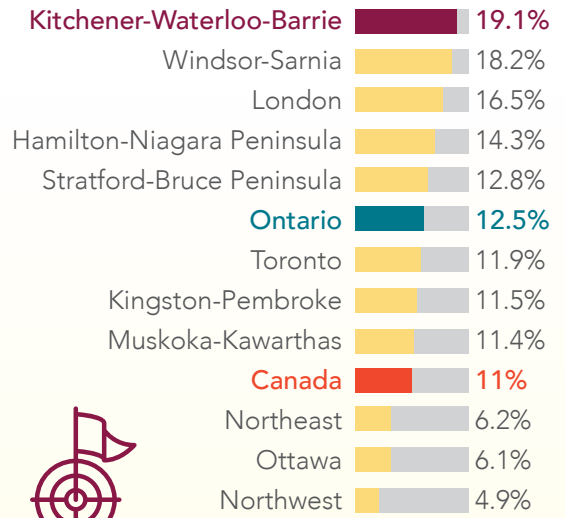 Kitchener-Waterloo-Barrie 19.1%
Windsor-Sarnia 18.2%
London 16.5%
Hamilton-Niagara Peninsula 14.3%
Stratford-Bruce Peninsula 12.8%
Ontario 12.5%
Toronto 11.9%
Kingston-Pembroke 11.5%
Muskoka-Kawarthas 11.4%
Canada 11%
Northeast 6.2%
Ottawa 6.1%
Northwest 4.9%